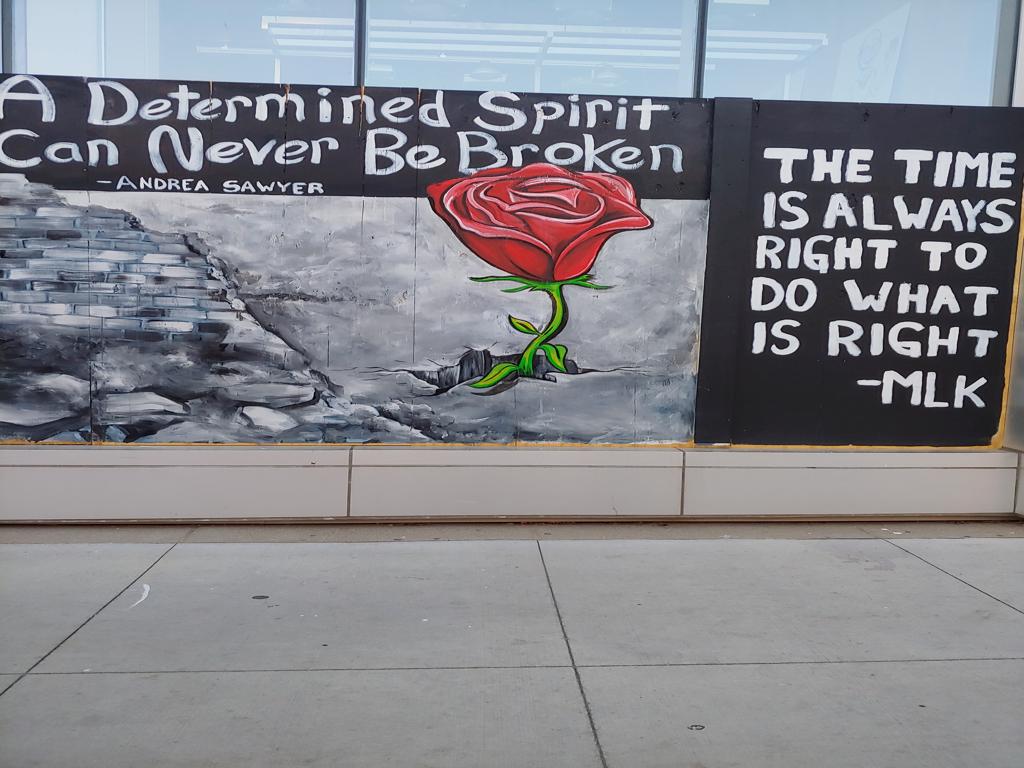 A Determined Spirit
Can Never Be Broken
-ANDREA SAWYER
THE TIME
IS ALWAYS
RIGHT TO
DO WHAT
IS RIGHT
-MLK